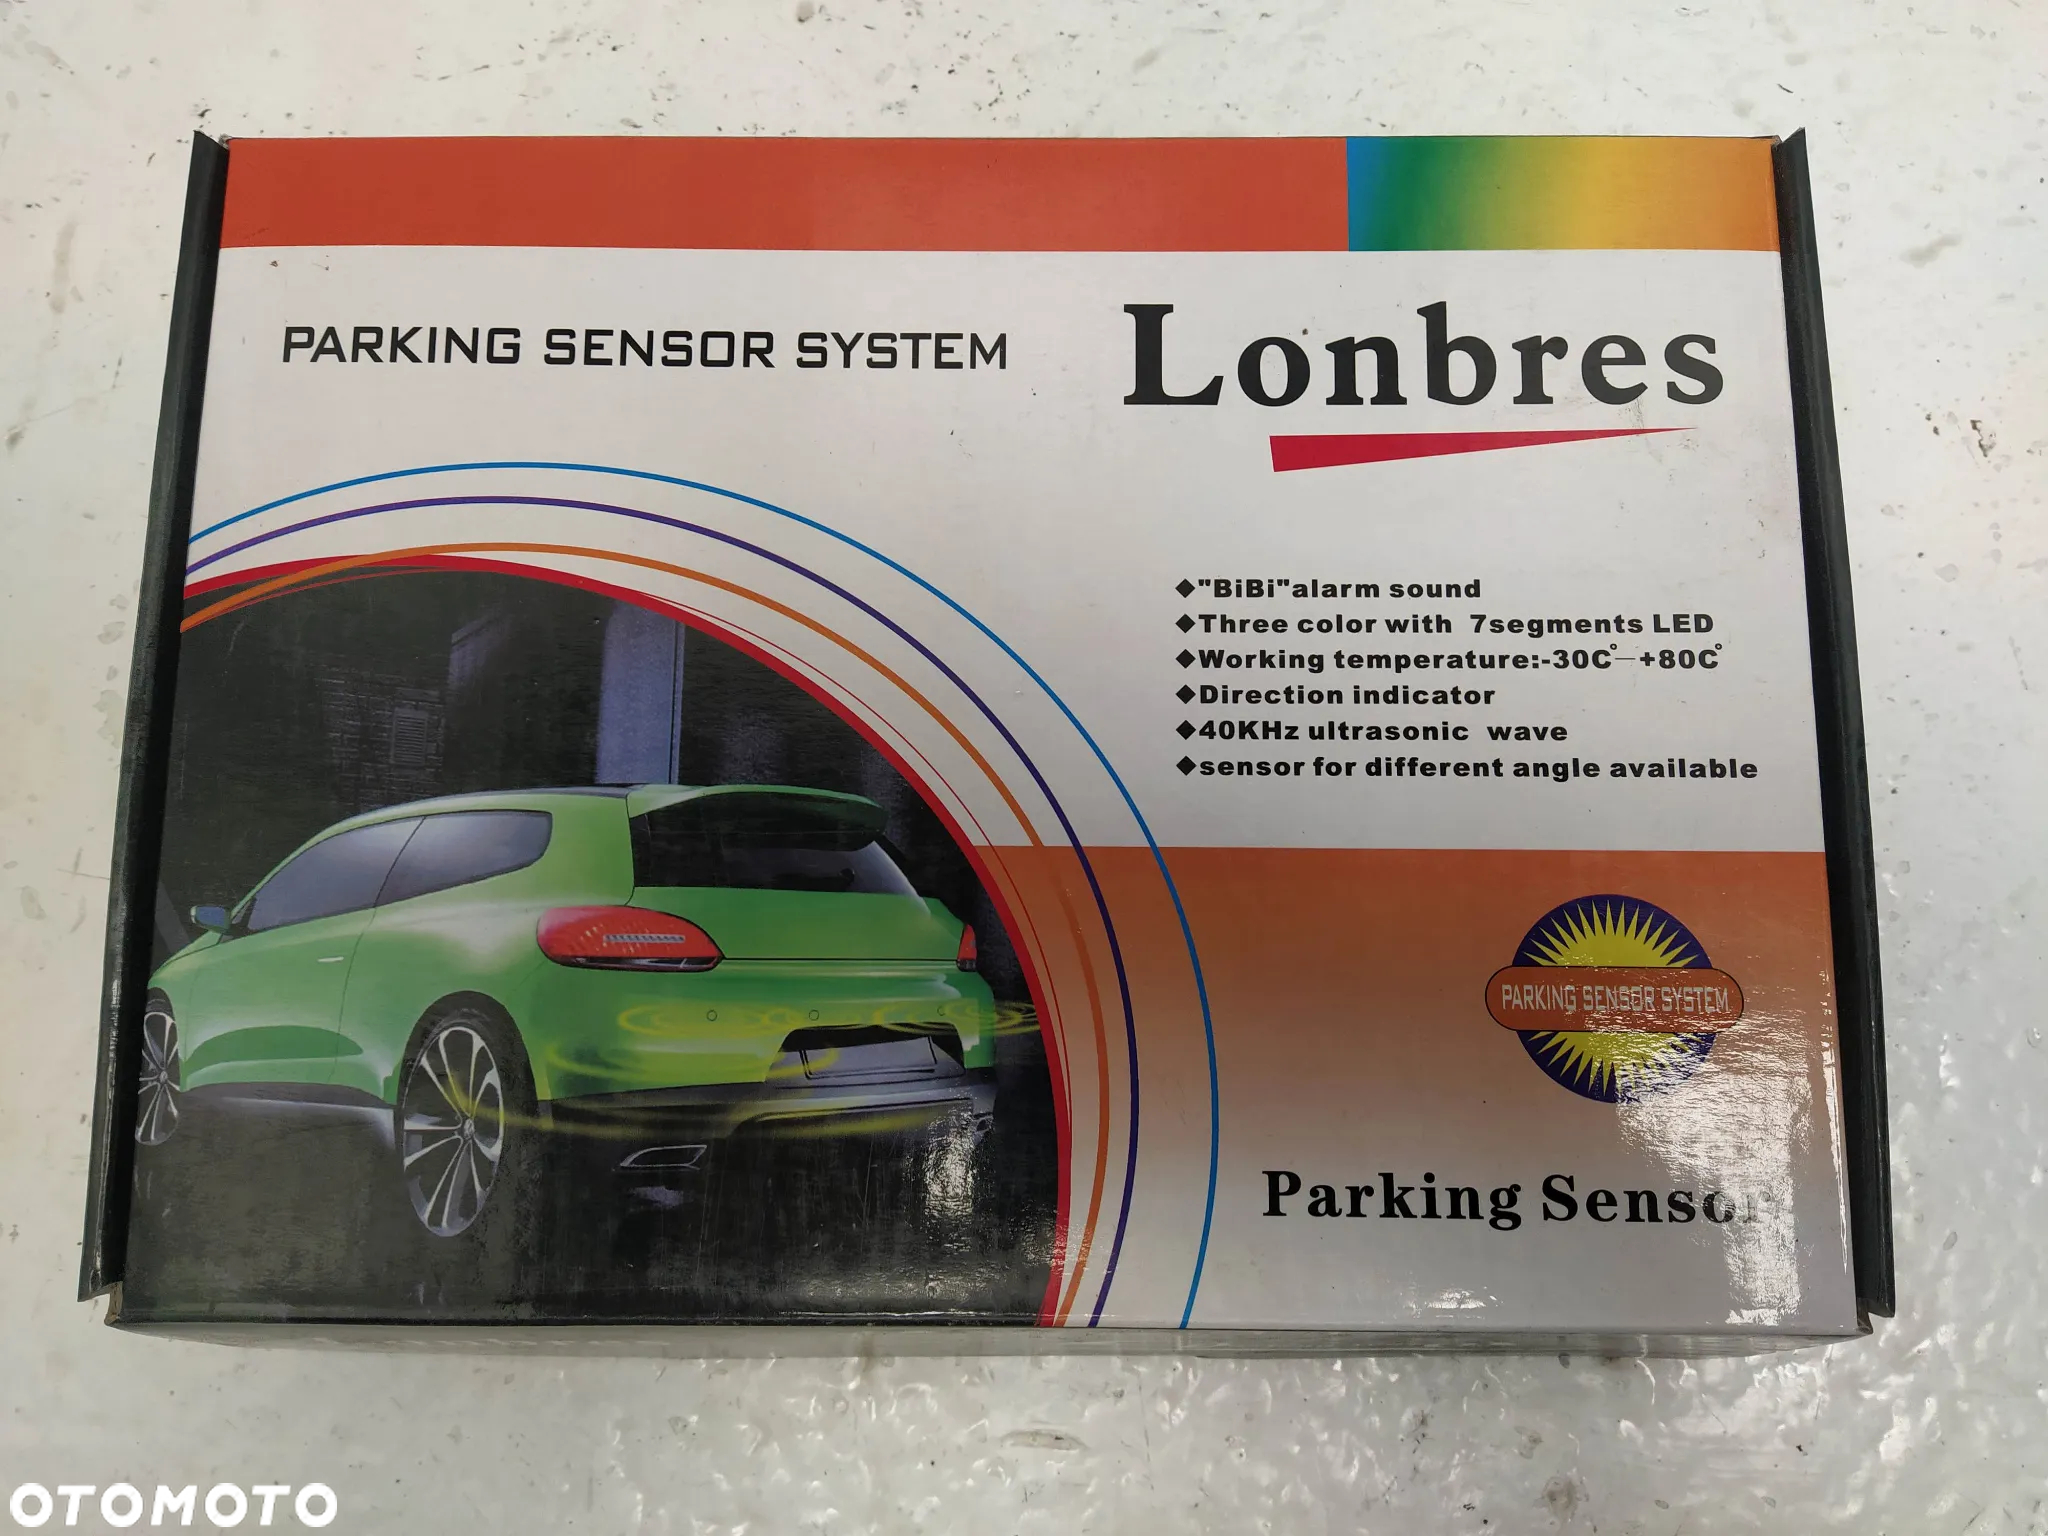 PARKING SENSOR SYSTEM
Lonbres
◆"BiBi"alarm sound
◆Three color with 7segments LED
◆Working temperature:-30C°—+80C°
◆Direction indicator
◆40KHz ultrasonic wave
◆sensor for different angle available
PARKING SENSOR SYSTEM
Parking Sensor
OTOMOTO